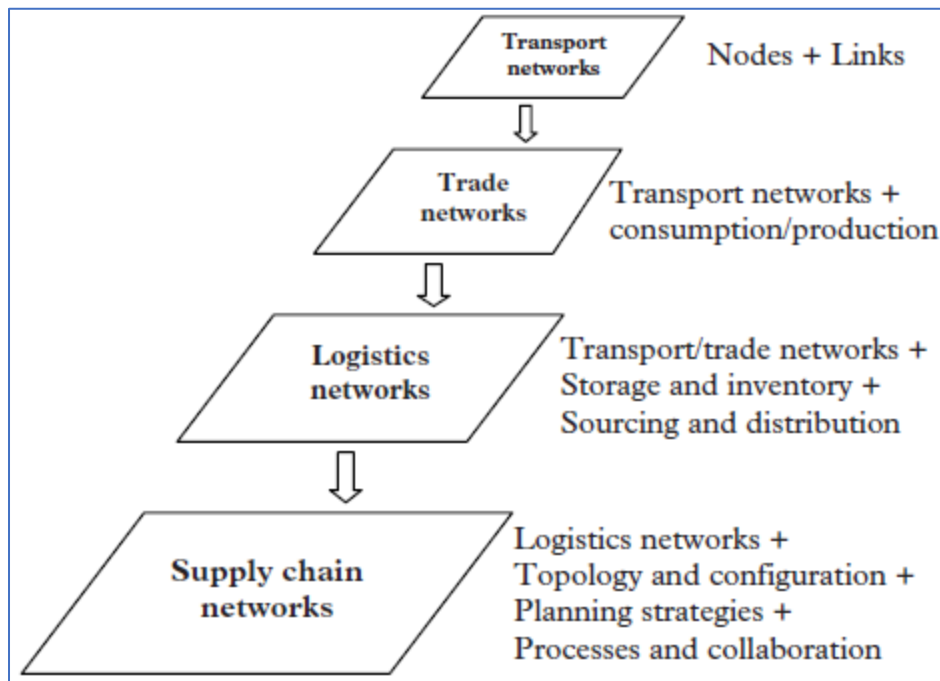 Transport
networks
Nodes + Links
Trade
networks
Transport networks +
consumption/production
Logistics
networks
Transport/trade networks +
Storage and inventory +
Sourcing and distribution
Supply chain
networks
Logistics networks +
Topology and configuration +
Planning strategies +
Processes and collaboration